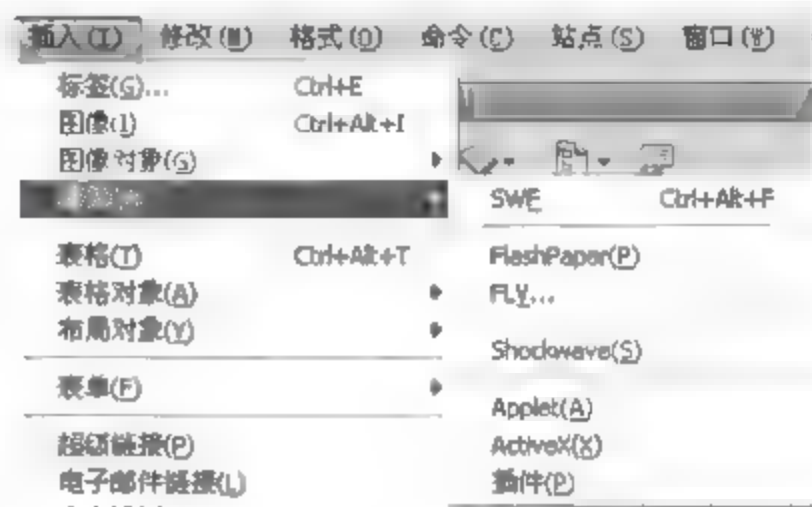 插入(I) 修改(M) 格式(O) 命令(C) 站点(S) 窗口(W)
标签(G)... Ctrl+E
图像(I) Ctrl+Alt+I
图像对象(G)
SWF Ctrl+Alt+F
表格(T) Ctrl+Alt+T
FlashPaper(P)
表格对象(A)
FLV...
布局对象(Y)
Shockwave(S)
表单(F)
Applet(A)
超级链接(P)
ActiveX(X)
电子邮件链接(L)
插件(P)